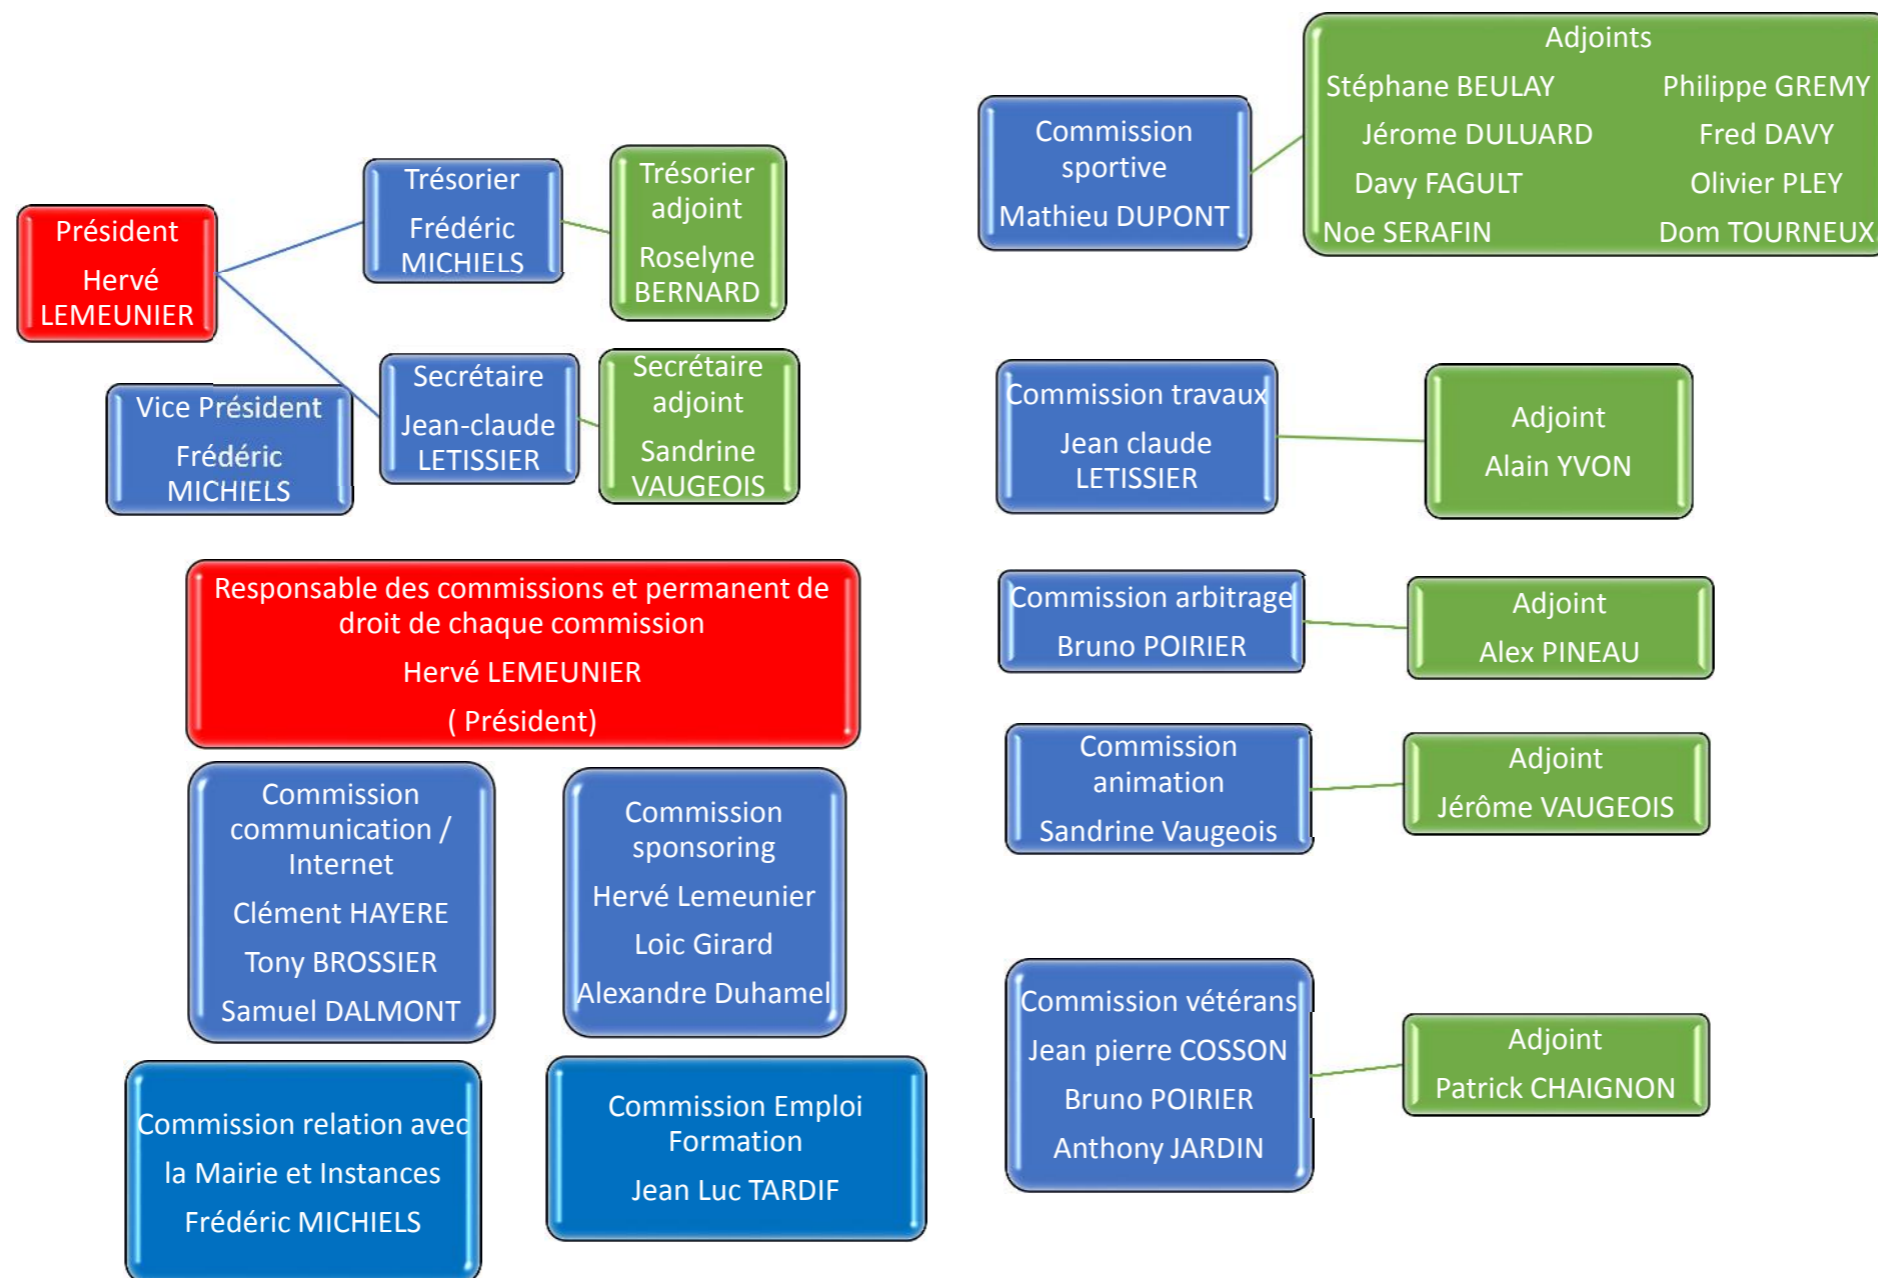 Président
Hervé
LEMEUNIER
Trésorier
Frédéric
MICHIELS
Trésorier
adjoint
Roselyne
BERNARD
Vice Président
Frédéric
MICHIELS
Secrétaire
Jean-claude
LETISSIER
Secrétaire
adjoint
Sandrine
VAUGEOIS
Responsable des commissions et permanent de
droit de chaque commission
Hervé LEMEUNIER
( Président)
Commission
communication /
Internet
Clément HAYERE
Tony BROSSIER
Samuel DALMONT
Commission
sponsoring
Hervé Lemeunier
Loic Girard
Alexandre Duhamel
Commission relation avec
la Mairie et Instances
Frédéric MICHIELS
Commission Emploi
Formation
Jean Luc TARDIF
Commission
sportive
Mathieu DUPONT
Adjoints
Stéphane BEULAY Philippe GREMY
Jérome DULUARD Fred DAVY
Davy FAGULT Olivier PLEY
Noe SERAFIN Dom TOURNEUX.
Commission travaux
Jean claude
LETISSIER
Adjoint
Alain YVON
Commission arbitrage
Bruno POIRIER
Adjoint
Alex PINEAU
Commission
animation
Sandrine Vaugeois
Adjoint
Jérôme VAUGEOIS
Commission vétérans
Jean pierre COSSON
Bruno POIRIER
Anthony JARDIN
Adjoint
Patrick CHAIGNON